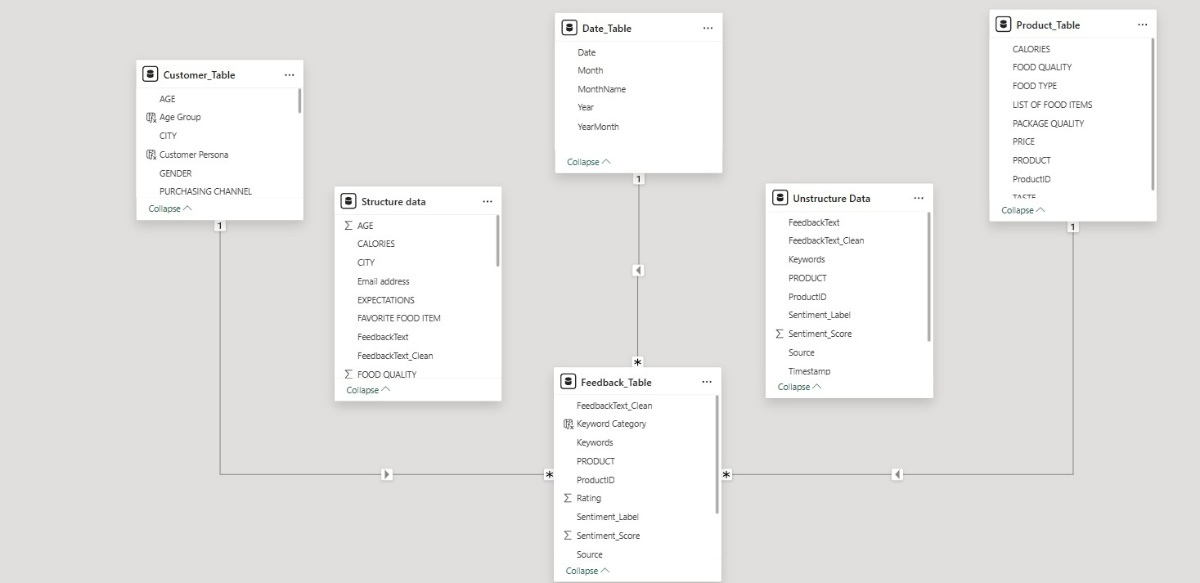 Customer_Table
AGE
Age Group
CITY
Customer Persona
GENDER
PURCHASING CHANNEL
Collapse
1
Structure data
AGE
CALORIES
CITY
Email address
EXPECTATIONS
FAVORITE FOOD ITEM
FeedbackText
FeedbackText_Clean
FOOD QUALITY
Collapse
Date_Table
Date
Month
MonthName
Year
YearMonth
Collapse
1
*
Feedback_Table
FeedbackText_Clean
Keyword Category
Keywords
PRODUCT
ProductID
Rating
Sentiment_Label
Sentiment_Score
Source
Collapse
*
*
Unstructure Data
FeedbackText
FeedbackText_Clean
Keywords
PRODUCT
ProductID
Sentiment_Label
Sentiment_Score
Source
Timestamp
Collapse
Product_Table
CALORIES
FOOD QUALITY
FOOD TYPE
LIST OF FOOD ITEMS
PACKAGE QUALITY
PRICE
PRODUCT
ProductID
TASTE
Collapse
1